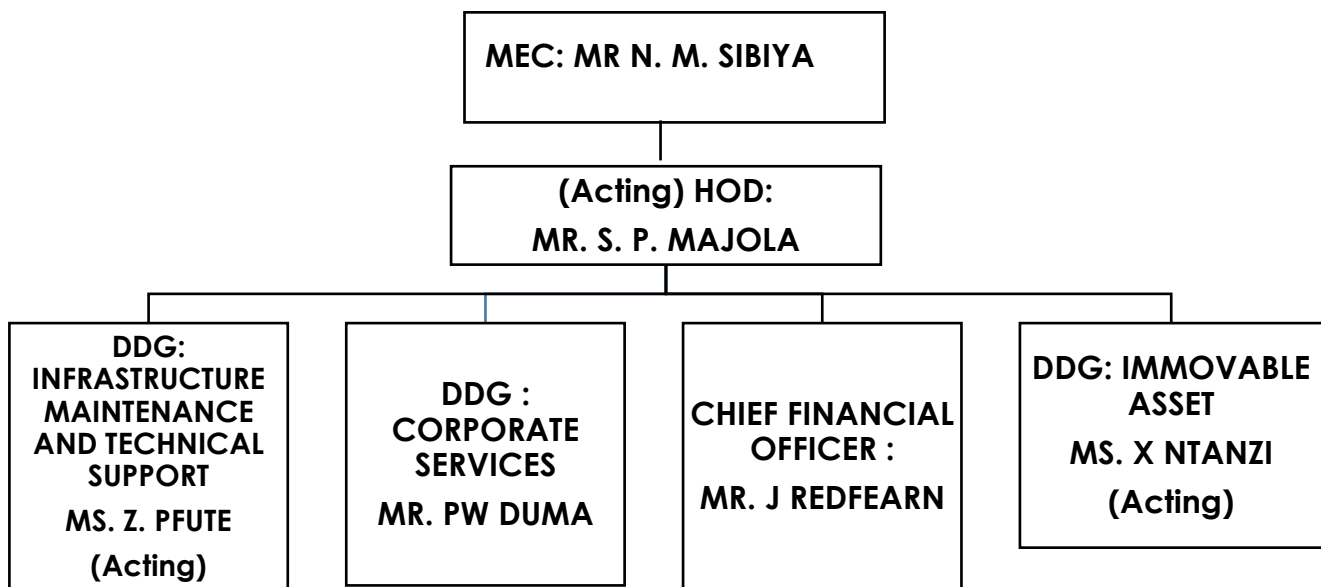 MEC: MR N. M. SIBIYA
(Acting) HOD:
MR. S. P. MAJOLA
DDG:
INFRASTRUCTURE
MAINTENANCE
AND TECHNICAL
SUPPORT
MS. Z. PFUTE
(Acting)
DDG :
CORPORATE
SERVICES
MR. PW DUMA
CHIEF FINANCIAL
OFFICER :
MR. J REDFEARN
DDG: IMMOVABLE
ASSET
MS. X NTANZI
(Acting)